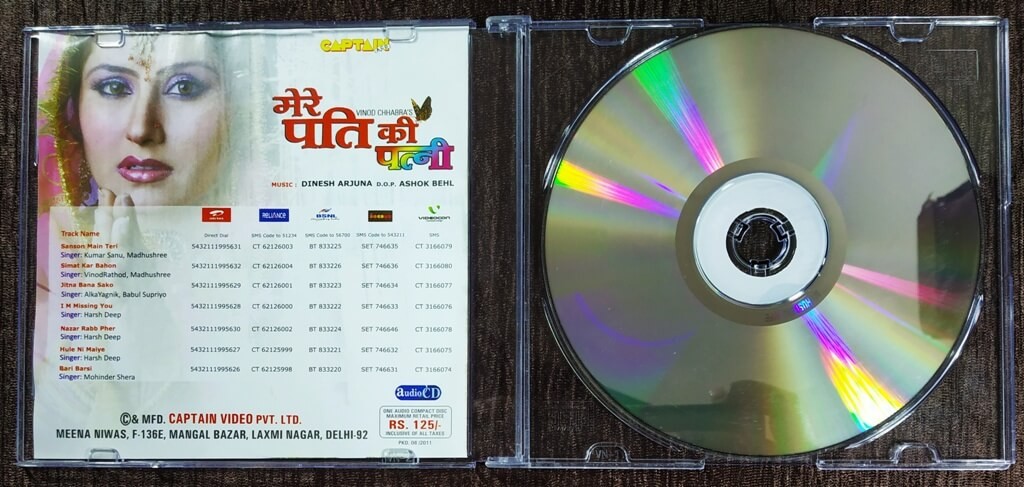 CAPTAIN
मेरे
VINOD CHHABRA'S
पति की
पत्नी
MUSIC : DINESH ARJUNA D.O.P. ASHOK BEHL
RELIANCE BSNL VIDEOCON
Track Name Direct Dial SMS Code to 51234 SMS Code to 56700 SMS Code to 543211 SMS
Sanson Main Teri 5432111995631 CT 62126003 BT 833225 SET 746635 CT 3166079
Singer: Kumar Sanu, Madhushree
Simat Kar Bahon 5432111995632 CT 62126004 BT 833226 SET 746636 CT 3166080
Singer: VinodRathod, Madhushree
Jitna Bana Sako 5432111995629 CT 62126001 BT 833223 SET 746634 CT 3166077
Singer: AlkaYagnik, Babul Supriyo
I M Missing You 5432111995628 CT 62126000 BT 833222 SET 746633 CT 3166076
Singer: Harsh Deep
Nazar Rabb Pher 5432111995630 CT 62126002 BT 833224 SET 746646 CT 3166078
Singer: Harsh Deep
Hule Ni Maiye 5432111995627 CT 62125999 BT 833221 SET 746632 CT 3166075
Singer: Harsh Deep
Bari Barsi 5432111995626 CT 62125998 BT 833220 SET 746631 CT 3166074
Singer: Mohinder Shera
audioCD
©& MFD. CAPTAIN VIDEO PVT. LTD.
MEENA NIWAS, F-136E, MANGAL BAZAR, LAXMI NAGAR, DELHI-92
ONE AUDIO COMPACT DISC
MAXIMUM RETAIL PRICE
RS. 125/-
INCLUSIVE OF ALL TAXES
PKD. 08 /2011